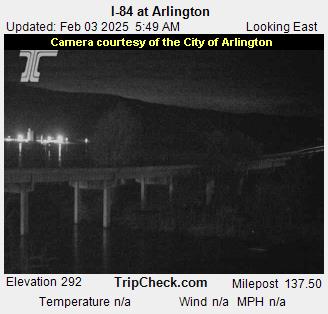 I-84 at Arlington
Updated: Feb 03 2025 5:49 AM Looking East
Camera courtesy of the City of Arlington
Elevation 292 TripCheck.com Milepost 137.50
Temperature n/a Wind n/a MPH n/a